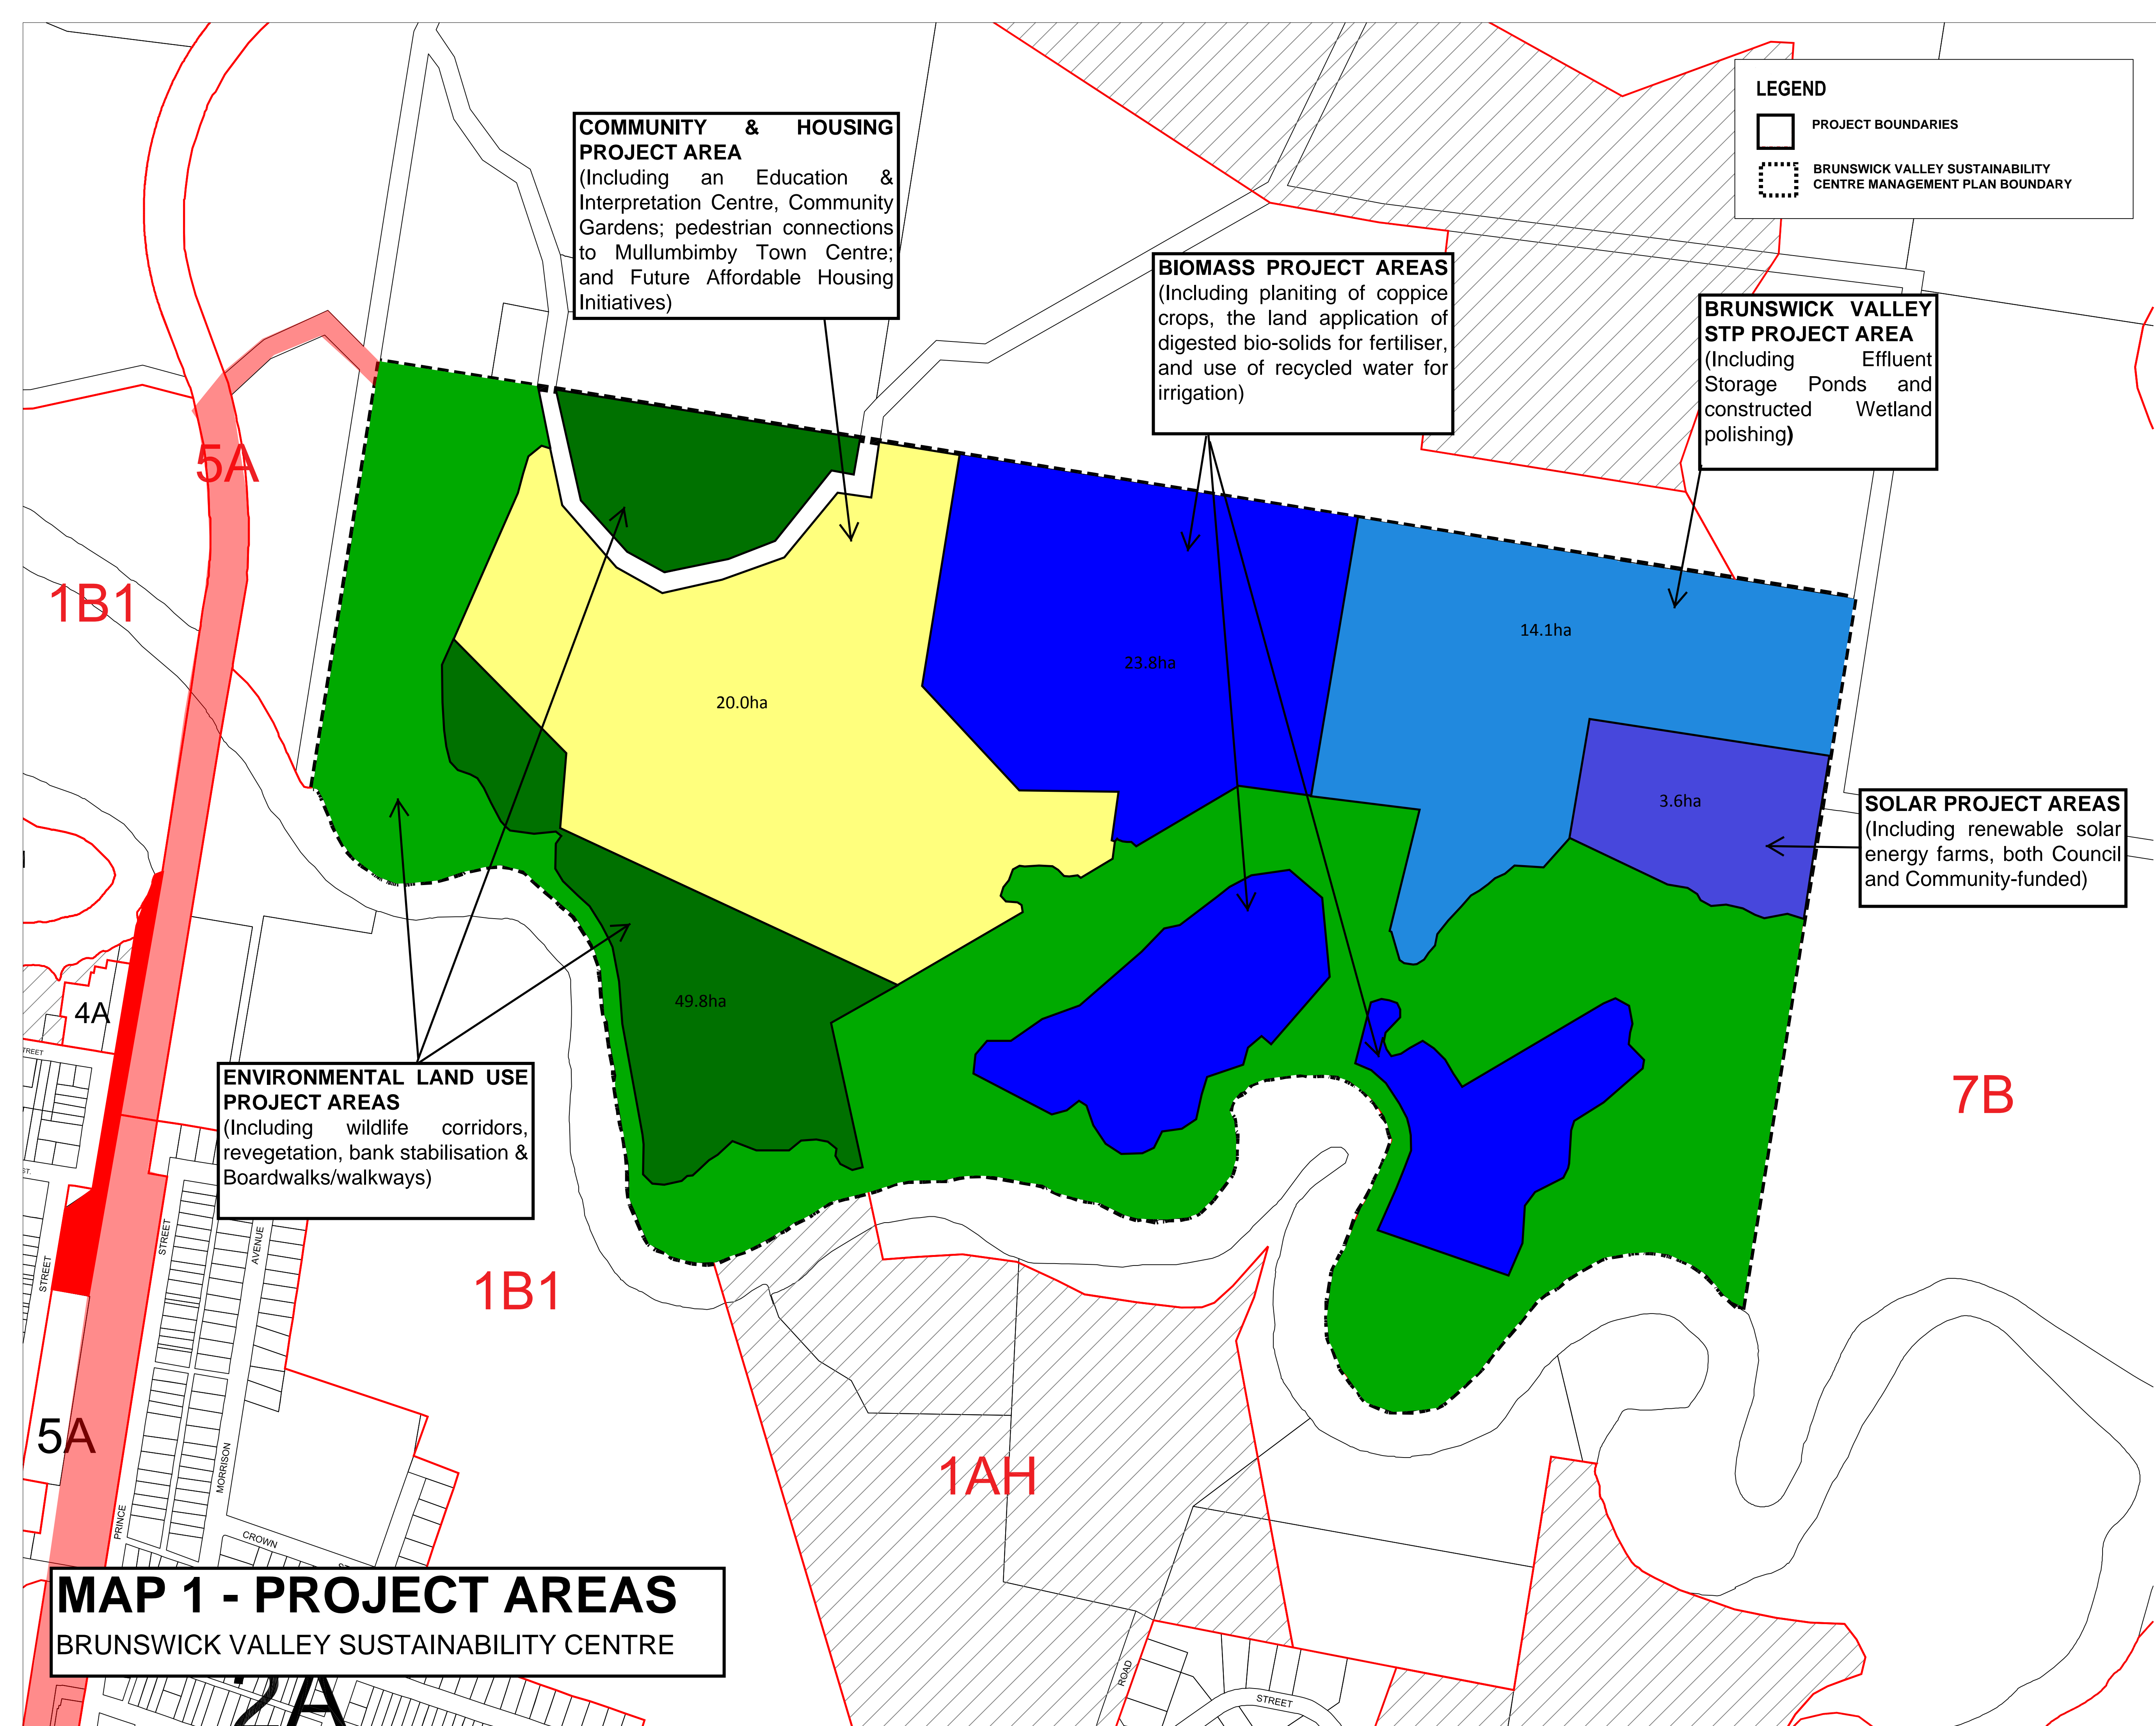 LEGEND
PROJECT BOUNDARIES
BRUNSWICK VALLEY SUSTAINABILITY
CENTRE MANAGEMENT PLAN BOUNDARY
COMMUNITY & HOUSING
PROJECT AREA
(Including an Education &
Interpretation Centre, Community
Gardens; pedestrian connections
to Mullumbimby Town Centre;
and Future Affordable Housing
Initiatives)
BIOMASS PROJECT AREAS
(Including planiting of coppice
crops, the land application of
digested bio-solids for fertiliser,
and use of recycled water for
irrigation)
BRUNSWICK VALLEY
STP PROJECT AREA
(Including Effluent
Storage Ponds and
constructed Wetland
polishing)
5A
1B1
14.1ha
23.8ha
20.0ha
3.6ha
SOLAR PROJECT AREAS
(Including renewable solar
energy farms, both Council
and Community-funded)
49.8ha
4A
ENVIRONMENTAL LAND USE
PROJECT AREAS
(Including wildlife corridors,
revegetation, bank stabilisation &
Boardwalks/walkways)
7B
ST.
STREET
STREET
AVENUE
1B1
5A
MORRISON
PRINCE
CROWN
1AH
MAP 1 - PROJECT AREAS
BRUNSWICK VALLEY SUSTAINABILITY CENTRE
2A
ROAD
STREET